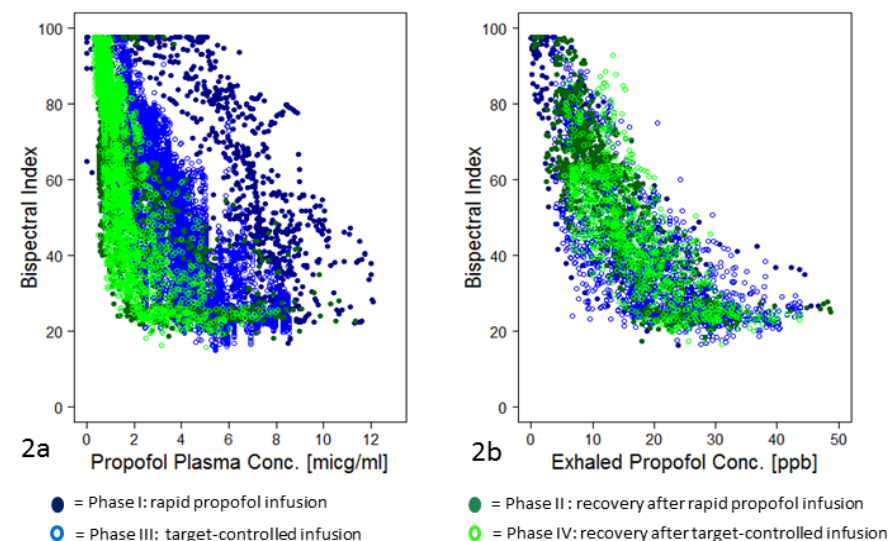 100
80
60
40
20
0
Bispectral Index
0 2 4 6 8 10 12
Propofol Plasma Conc. [micg/ml]
2a
100
80
60
40
20
0
Bispectral Index
0 10 20 30 40 50
Exhaled Propofol Conc. [ppb]
2b
= Phase I: rapid propofol infusion
= Phase III: target-controlled infusion
= Phase II : recovery after rapid propofol infusion
= Phase IV: recovery after target-controlled infusion